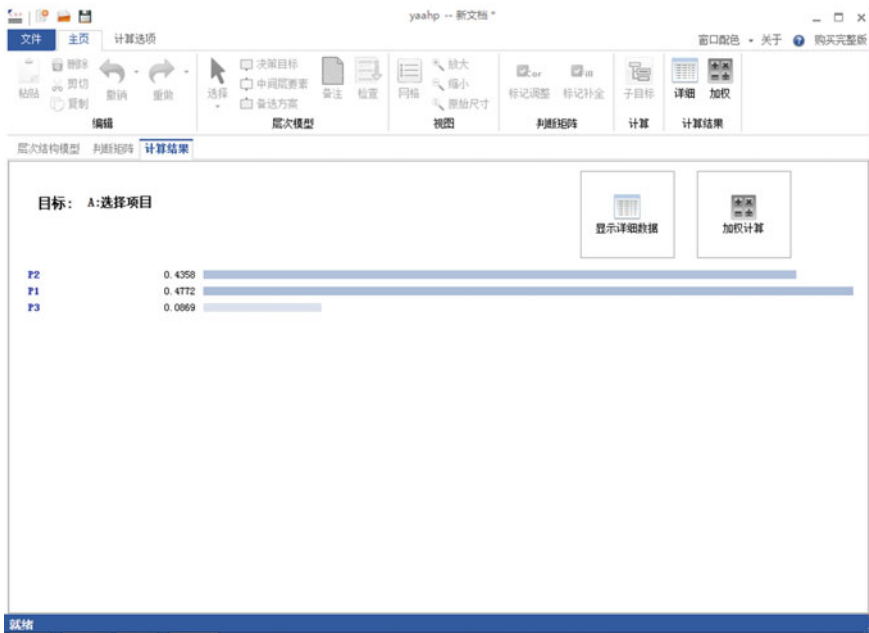 yaahp -- 新文档 *
文件 主页 计算选项 窗口配色 关于 购买完整版
粘贴 删除 剪切 复制 撤销 重做 选择 决策目标 中间层要素 备选方案 备注 检查 网格 放大 缩小 原始尺寸 标记调整 标记补全 子目标 详细 加权
编辑 层次模型 视图 判断矩阵 计算 计算结果
层次结构模型 判断矩阵 计算结果
目标: A:选择项目
显示详细数据 加权计算
P2 0.4358
P1 0.4772
P3 0.0869
就绪